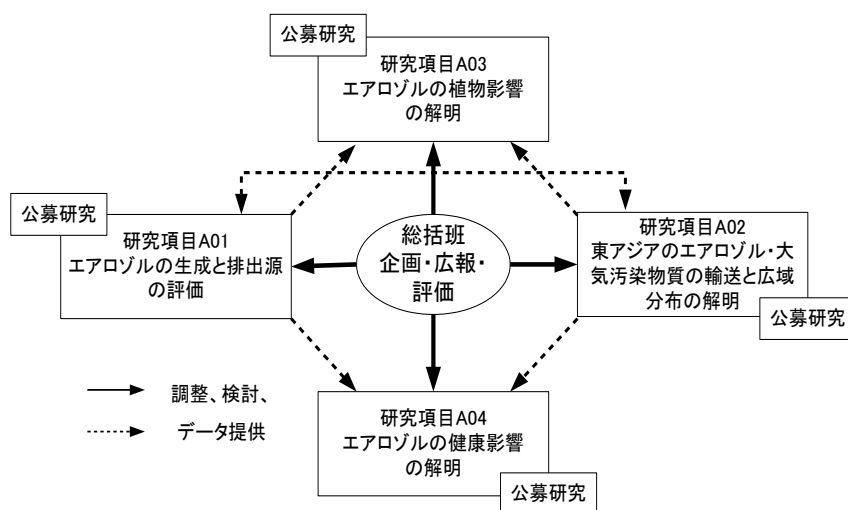 公募研究
研究項目A03
エアロゾルの植物影響
の解明
公募研究
研究項目A01
エアロゾルの生成と排出源
の評価
総括班
企画・広報・
評価
研究項目A02
東アジアのエアロゾル・大
気汚染物質の輸送と広域
分布の解明
公募研究
調整、検討、
データ提供
研究項目A04
エアロゾルの健康影響
の解明
公募研究